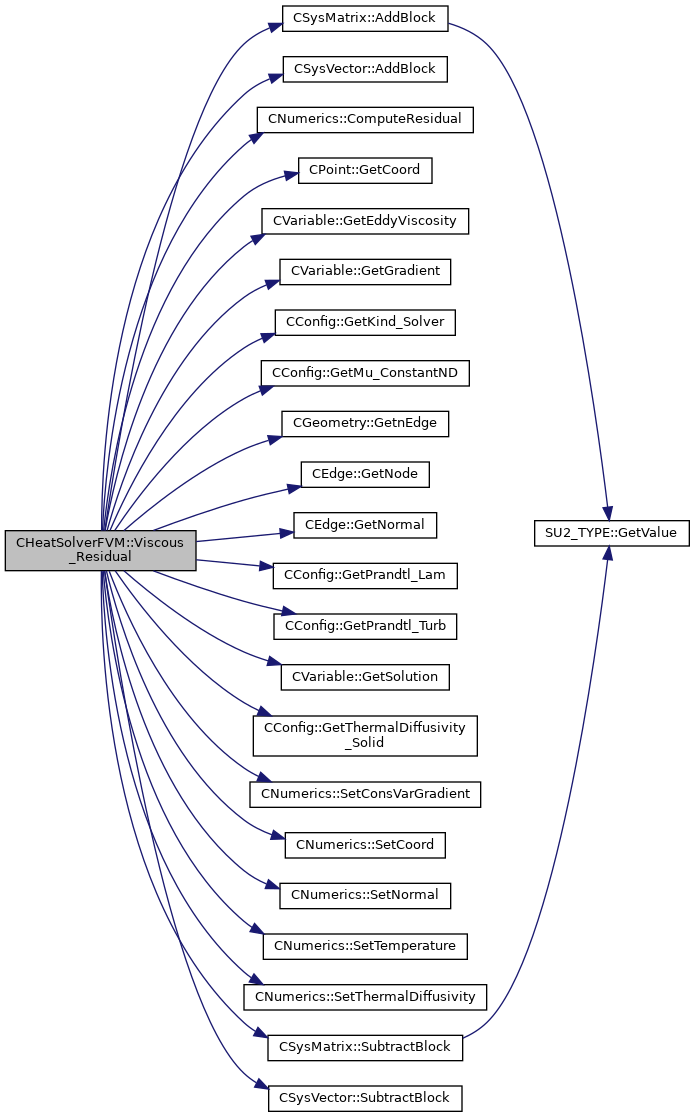 CSysMatrix::AddBlock
CSysVector::AddBlock
CNumerics::ComputeResidual
CPoint::GetCoord
CVariable::GetEddyViscosity
CVariable::GetGradient
CConfig::GetKind_Solver
CConfig::GetMu_ConstantND
CGeometry::GetnEdge
CEdge::GetNode
CEdge::GetNormal
SU2_TYPE::GetValue
CHeatSolverFVM::Viscous
_Residual
CConfig::GetPrandtl_Lam
CConfig::GetPrandtl_Turb
CVariable::GetSolution
CConfig::GetThermalDiffusivity
_Solid
CNumerics::SetConsVarGradient
CNumerics::SetCoord
CNumerics::SetNormal
CNumerics::SetTemperature
CNumerics::SetThermalDiffusivity
CSysMatrix::SubtractBlock
CSysVector::SubtractBlock